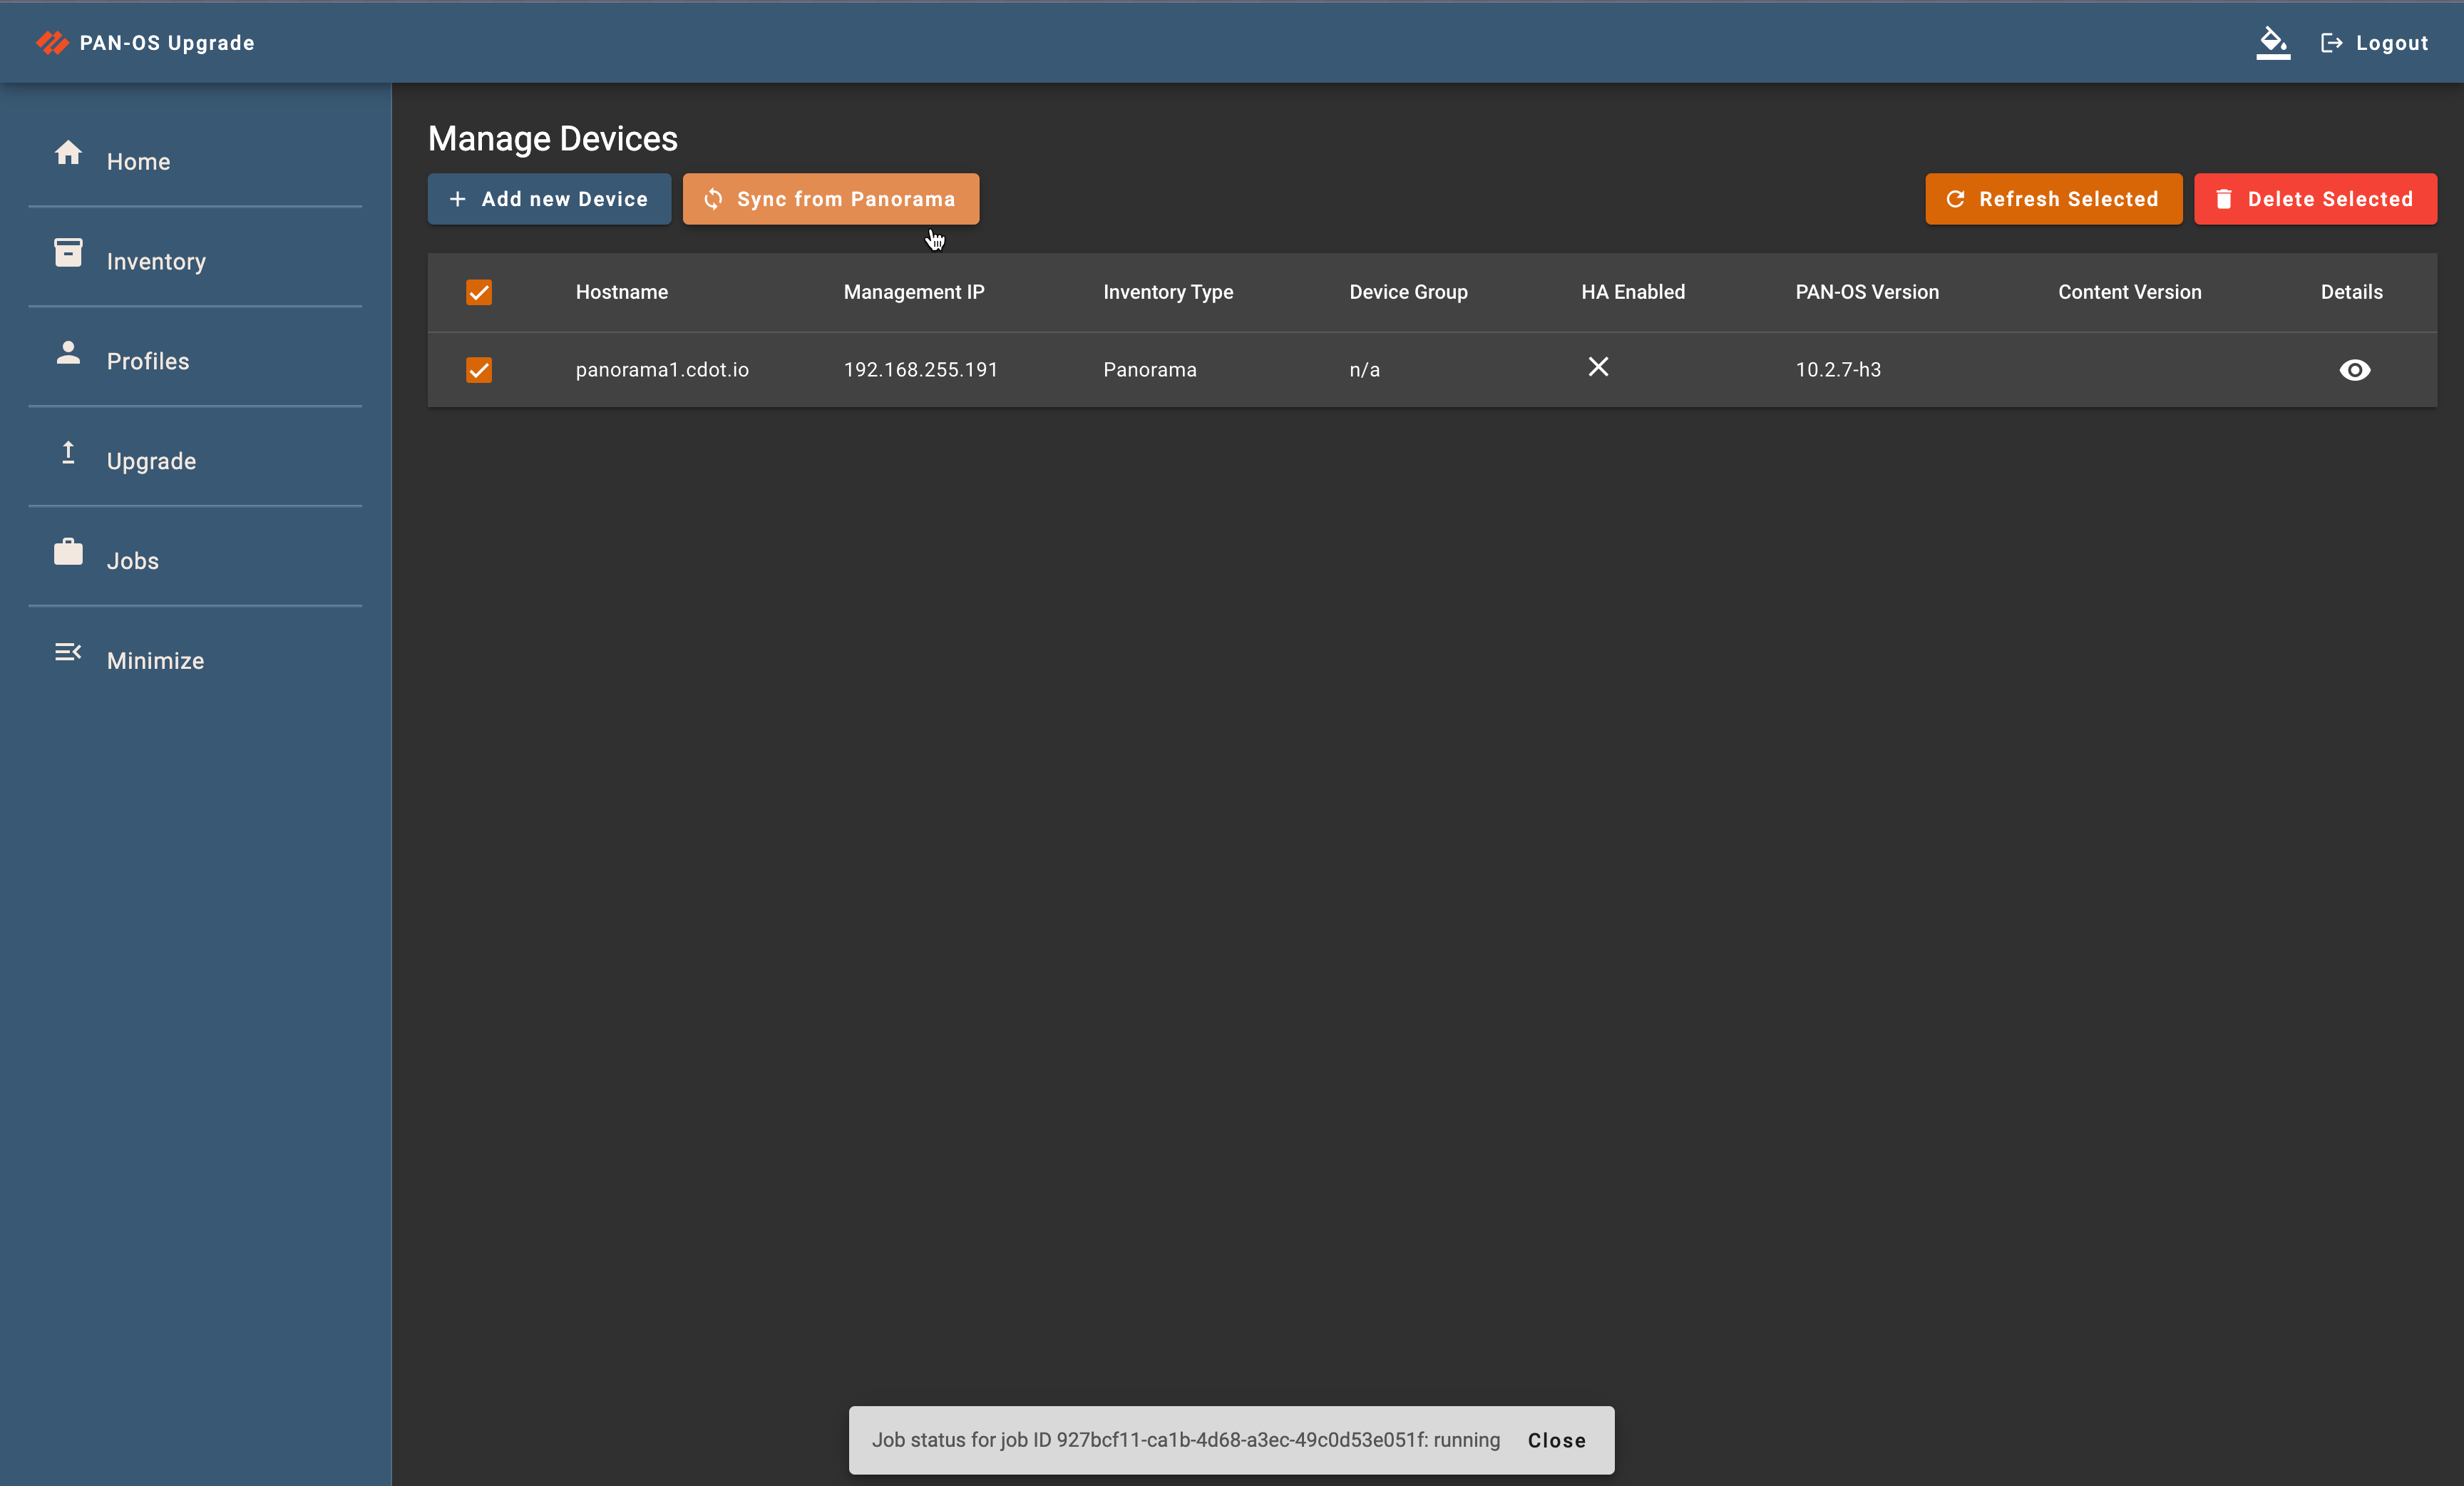 PAN-OS Upgrade
Logout
Home
Inventory
Profiles
Upgrade
Jobs
Minimize
Manage Devices
Add new Device
Sync from Panorama
Refresh Selected
Delete Selected
Hostname Management IP Inventory Type Device Group HA Enabled PAN-OS Version Content Version Details
panorama1.cdot.io 192.168.255.191 Panorama n/a 10.2.7-h3
Job status for job ID 927bcf11-ca1b-4d68-a3ec-49c0d53e051f: running Close